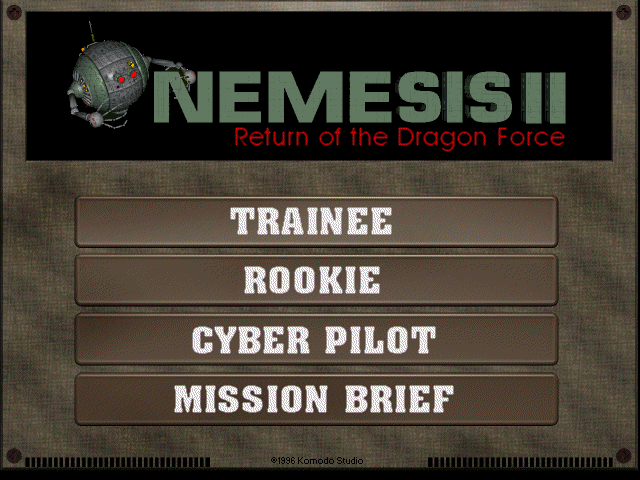 NEMESIS II
Return of the Dragon Force
TRAINEE
ROOKIE
CYBER PILOT
MISSION BRIEF
©1996 Komodo Studio